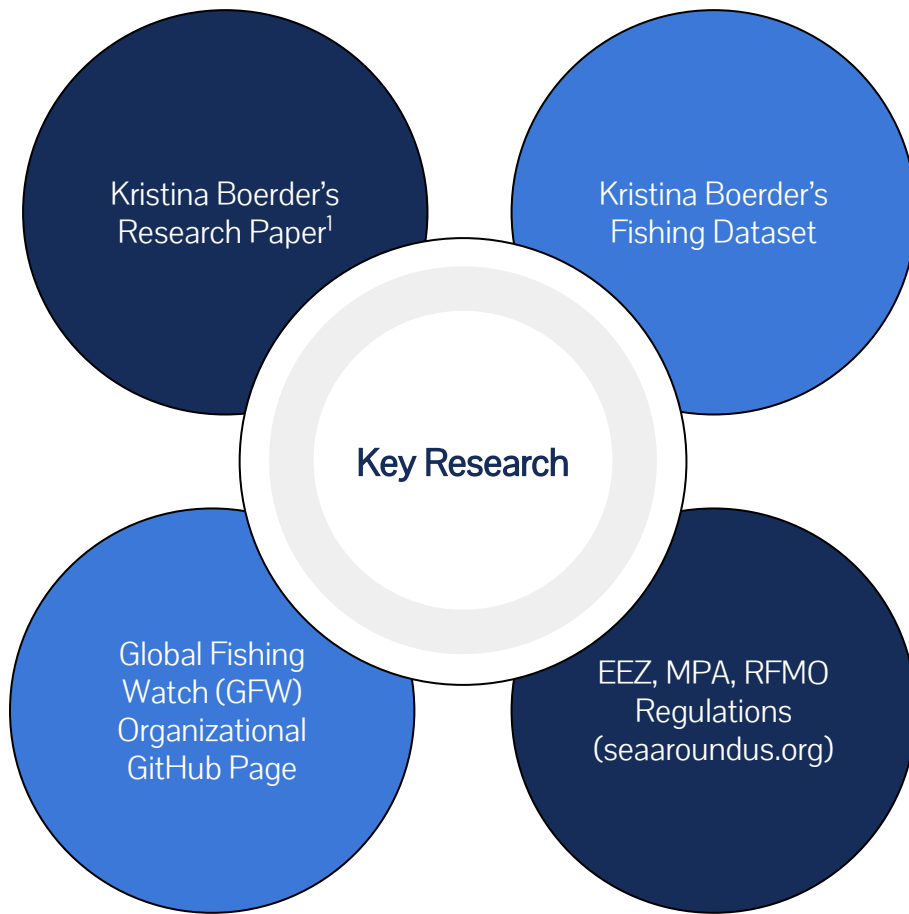 Kristina Boerder’s
Research Paper¹
Kristina Boerder’s
Fishing Dataset
Key Research
Global Fishing
Watch (GFW)
Organizational
GitHub Page
EEZ, MPA, RFMO
Regulations
(seaaroundus.org)